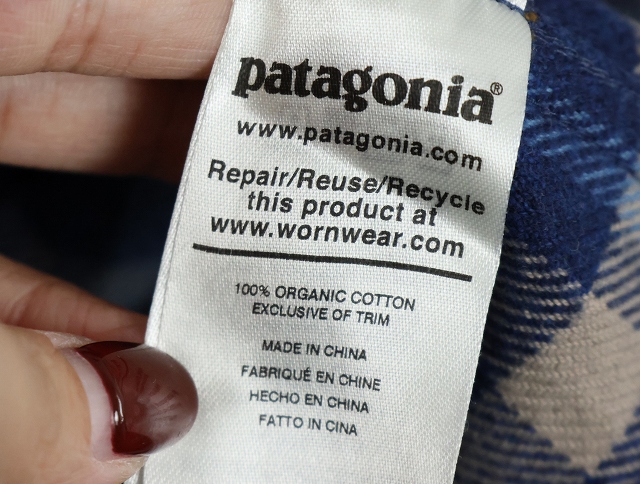 patagonia®
www.patagonia.com
Repair/Reuse/Recycle
this product at
www.wornwear.com
100% ORGANIC COTTON
EXCLUSIVE OF TRIM
MADE IN CHINA
FABRIQUÉ EN CHINE
HECHO EN CHINA
FATTO IN CINA